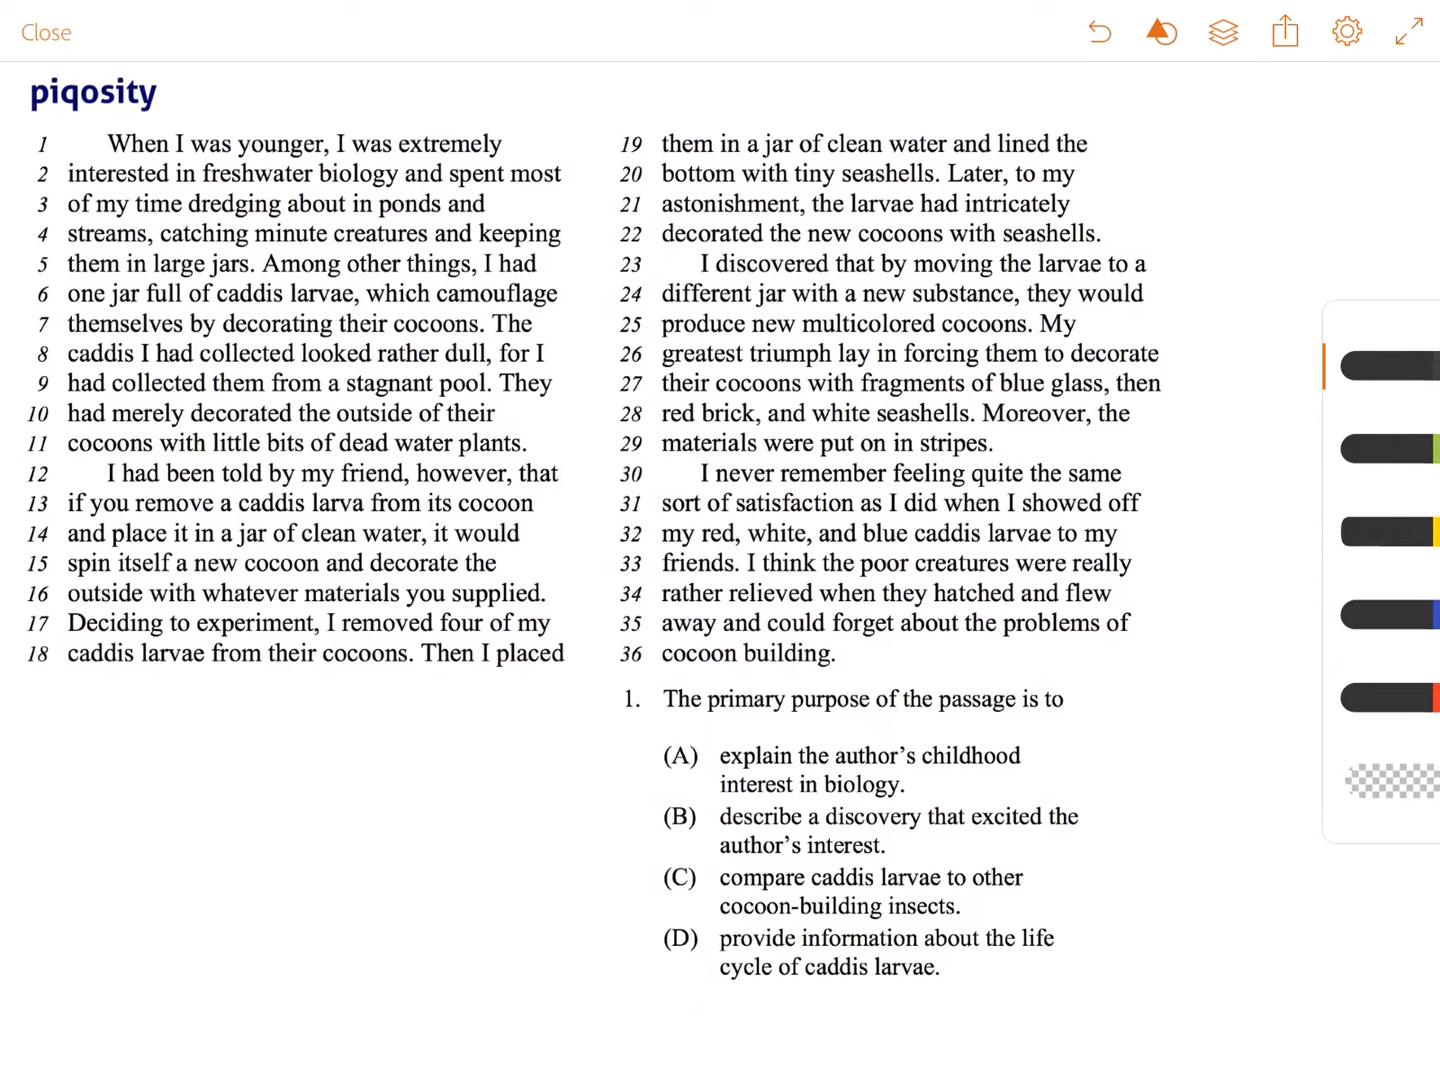 Close
piqosity
1 When I was younger, I was extremely
2 interested in freshwater biology and spent most
3 of my time dredging about in ponds and
4 streams, catching minute creatures and keeping
5 them in large jars. Among other things, I had
6 one jar full of caddis larvae, which camouflage
7 themselves by decorating their cocoons. The
8 caddis I had collected looked rather dull, for I
9 had collected them from a stagnant pool. They
10 had merely decorated the outside of their
11 cocoons with little bits of dead water plants.
12 I had been told by my friend, however, that
13 if you remove a caddis larva from its cocoon
14 and place it in a jar of clean water, it would
15 spin itself a new cocoon and decorate the
16 outside with whatever materials you supplied.
17 Deciding to experiment, I removed four of my
18 caddis larvae from their cocoons. Then I placed
19 them in a jar of clean water and lined the
20 bottom with tiny seashells. Later, to my
21 astonishment, the larvae had intricately
22 decorated the new cocoons with seashells.
23 I discovered that by moving the larvae to a
24 different jar with a new substance, they would
25 produce new multicolored cocoons. My
26 greatest triumph lay in forcing them to decorate
27 their cocoons with fragments of blue glass, then
28 red brick, and white seashells. Moreover, the
29 materials were put on in stripes.
30 I never remember feeling quite the same
31 sort of satisfaction as I did when I showed off
32 my red, white, and blue caddis larvae to my
33 friends. I think the poor creatures were really
34 rather relieved when they hatched and flew
35 away and could forget about the problems of
36 cocoon building.
1. The primary purpose of the passage is to
(A) explain the author's childhood
interest in biology.
(B) describe a discovery that excited the
author's interest.
(C) compare caddis larvae to other
cocoon-building insects.
(D) provide information about the life
cycle of caddis larvae.